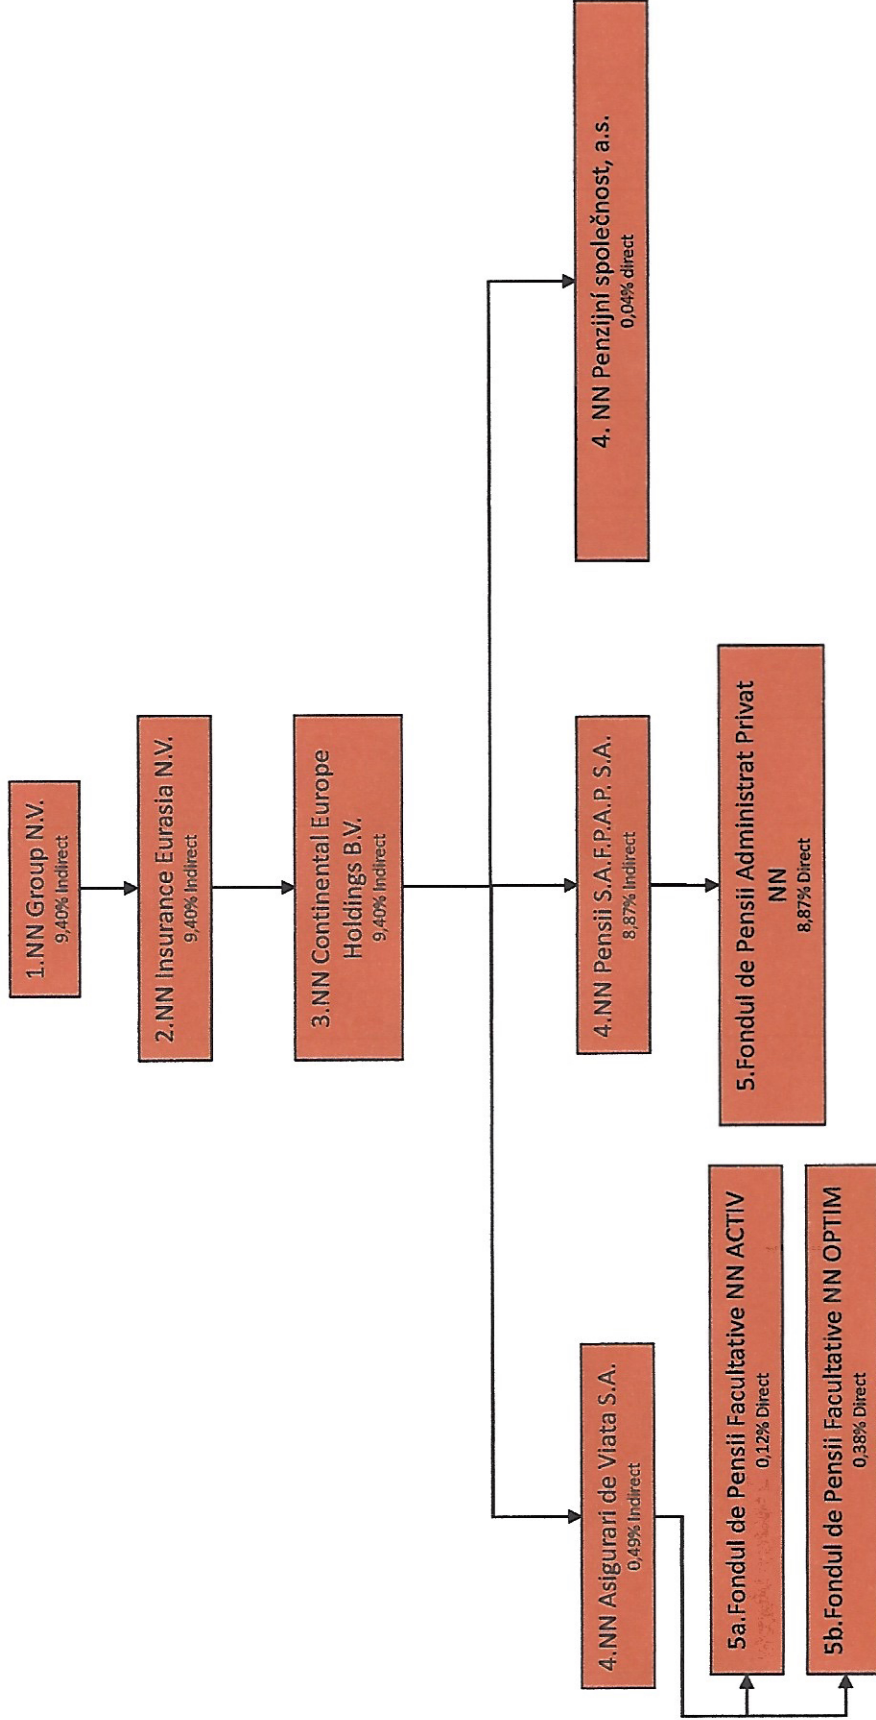 1.NN Group N.V.
9,40% Indirect
2.NN Insurance Eurasia N.V.
9,40% Indirect
3.NN Continental Europe
Holdings B.V.
9,40% Indirect
4.NN Asigurari de Viata S.A.
0,49% Indirect
4.NN Pensii S.A.F.P.A.P. S.A.
8,87% Indirect
4. NN Penzijní společnost, a.s.
0,04% direct
5a.Fondul de Pensii Facultative NN ACTIV
0,12% Direct
5b.Fondul de Pensii Facultative NN OPTIM
0,38% Direct
5.Fondul de Pensii Administrat Privat
NN
8,87% Direct